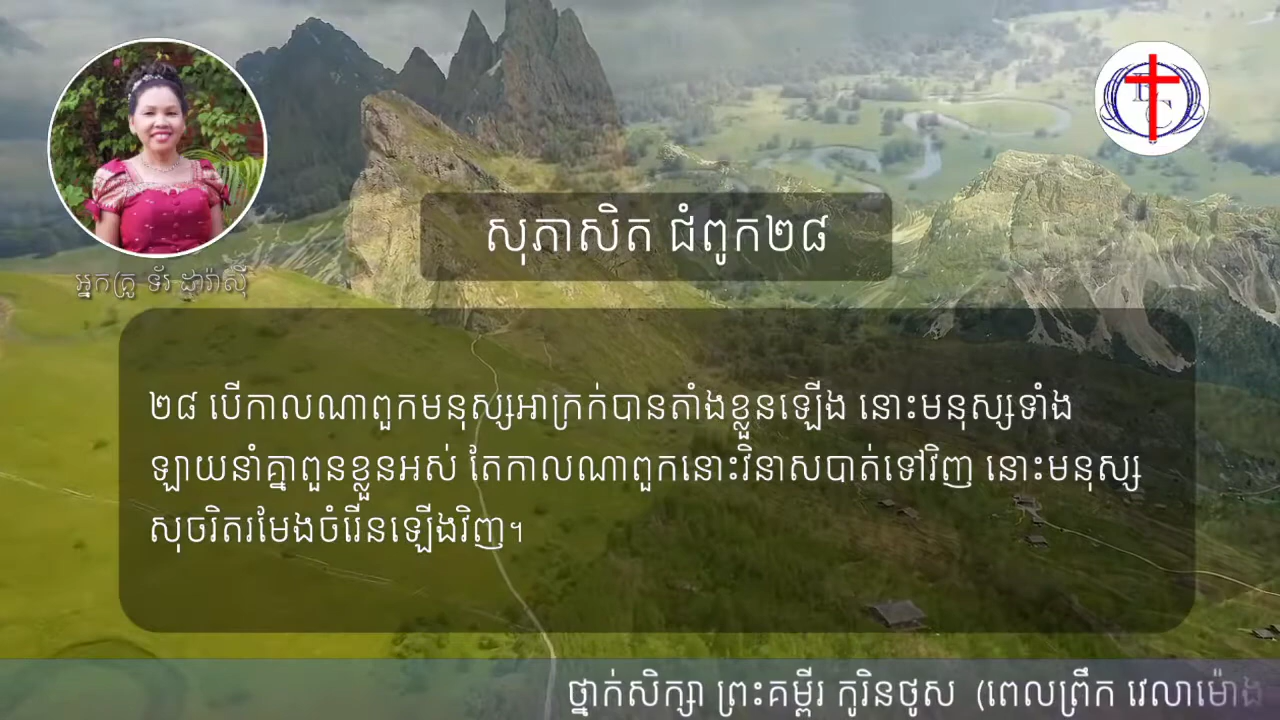 អ្នកគ្រូ ទ័រ ដារ៉ាស៊ី
សុភាសិត ជំពូក២៨
២៨ បើកាលណាពួកមនុស្សអាក្រក់បានតាំងខ្លួនឡើង នោះមនុស្សទាំង
ឡាយនាំគ្នាពួនខ្លួនអស់ តែកាលណាពួកនោះវិនាសបាត់ទៅវិញ នោះមនុស្ស
សុចរិតរមែងចំរើនឡើងវិញ។
ថ្នាក់សិក្សា ព្រះគម្ពីរ កូរិនថូស (ពេលព្រឹក វេលាម៉ោង